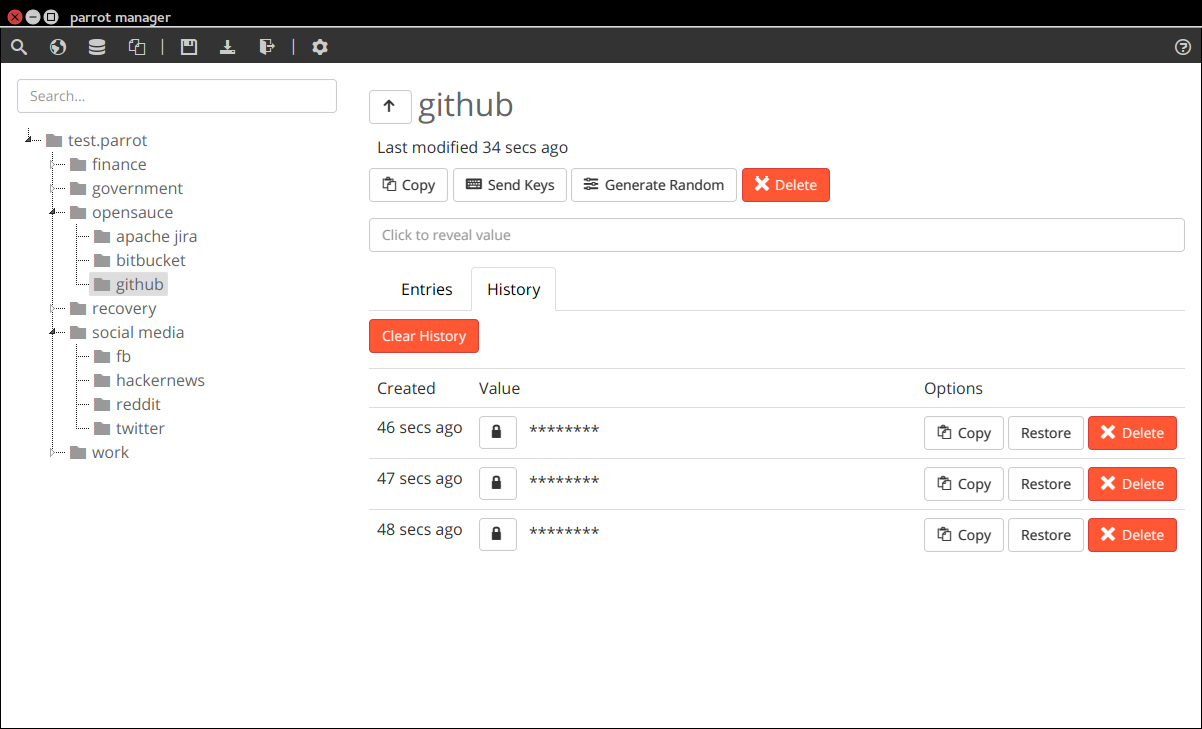 parrot manager
Search...
test.parrot
finance
government
opensauce
apache jira
bitbucket
github
recovery
social media
fb
hackernews
reddit
twitter
work
github
Last modified 34 secs ago
Copy Send Keys Generate Random Delete
Click to reveal value
Entries History
Clear History
Created Value Options
46 secs ago ******** Copy Restore Delete
47 secs ago ******** Copy Restore Delete
48 secs ago ******** Copy Restore Delete